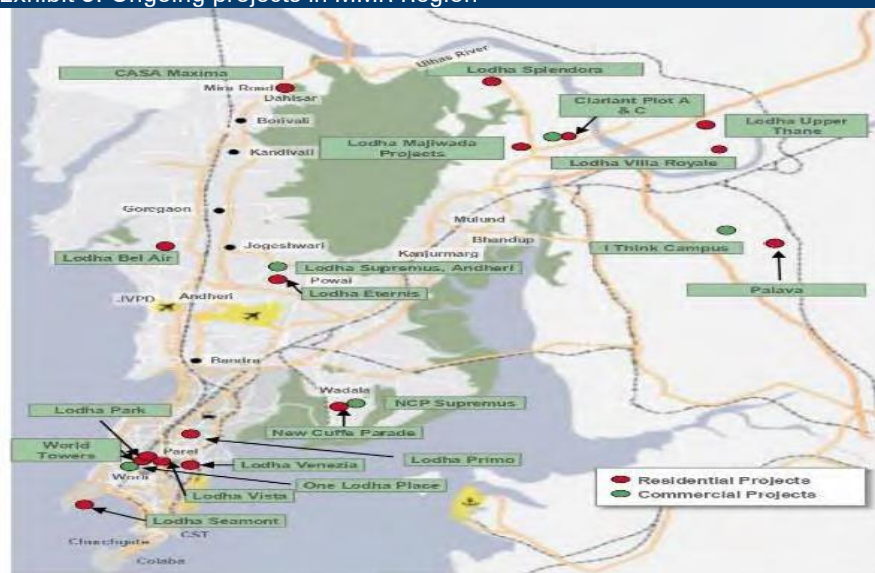 Exhibit 3: Ongoing projects in MMR Region
Ulhas River
CASA Maxima
Lodha Splendora
Mira Road
Dahisar
Clariant Plot A
& C
Borivali
Lodha Upper
Thane
Kandivali
Lodha Majiwada
Projects
Lodha Villa Royale
Goregaon
Mulund
Bhandup
Jogeshwari
Kanjurmarg
I Think Campus
Lodha Bel Air
Lodha Supremus, Andheri
Powai
Lodha Eternis
Palava
JVPD
Andheri
Bandra
Wadala
NCP Supremus
Lodha Park
New Cuffe Parade
World
Towers
Parel
Lodha Primo
Lodha Venezia
Worli
One Lodha Place
Lodha Vista
Residential Projects
Commercial Projects
Lodha Seamont
CST
Churchgate
Colaba